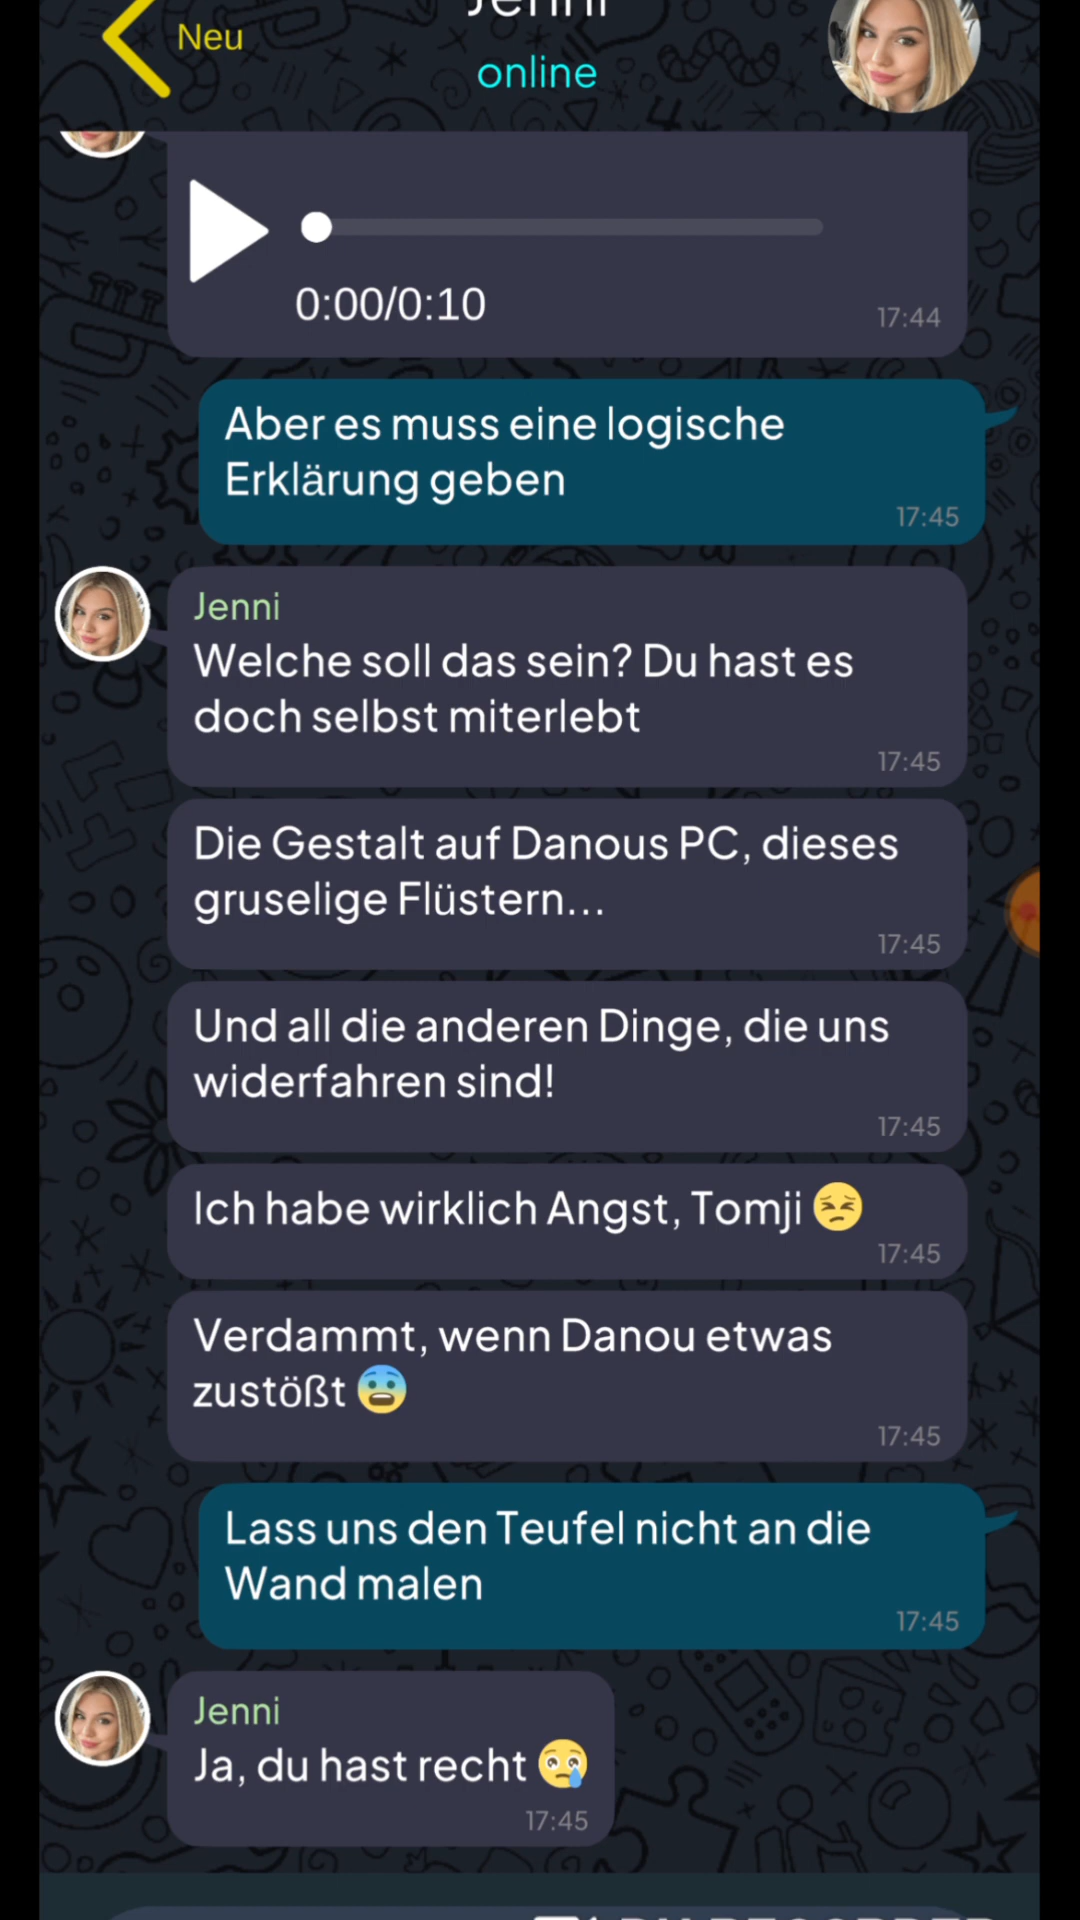 Neu
Jenni
online
0:00/0:10
17:44
Aber es muss eine logische
Erklärung geben
17:45
Jenni
Welche soll das sein? Du hast es
doch selbst miterlebt
17:45
Die Gestalt auf Danous PC, dieses
gruselige Flüstern...
17:45
Und all die anderen Dinge, die uns
widerfahren sind!
17:45
Ich habe wirklich Angst, Tomji 😣
17:45
Verdammt, wenn Danou etwas
zustößt 😨
17:45
Lass uns den Teufel nicht an die
Wand malen
17:45
Jenni
Ja, du hast recht 😢
17:45